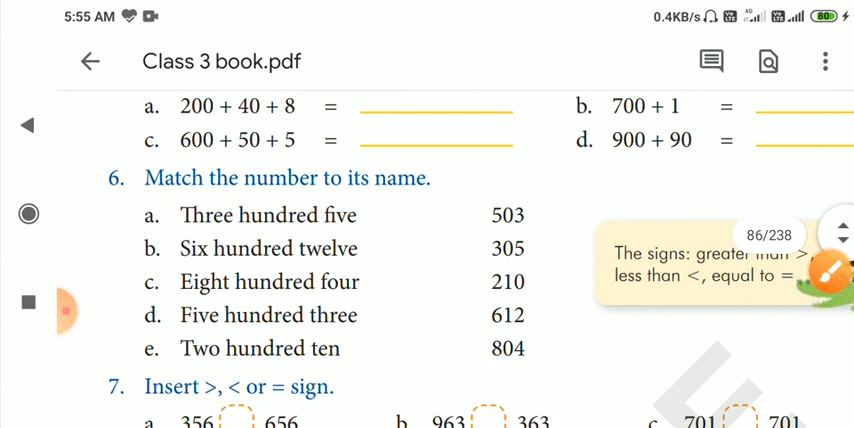 5:55 AM 0.4KB/s 4G 80
Class 3 book.pdf
a. 200 + 40 + 8 = b. 700 + 1 =
c. 600 + 50 + 5 = d. 900 + 90 =
6. Match the number to its name.
a. Three hundred five 503
b. Six hundred twelve 305
86/238
The signs: greater than >,
less than <, equal to =
c. Eight hundred four 210
d. Five hundred three 612
e. Two hundred ten 804
7. Insert >, < or = sign.
a 356 656 b 963 363 c 701 701